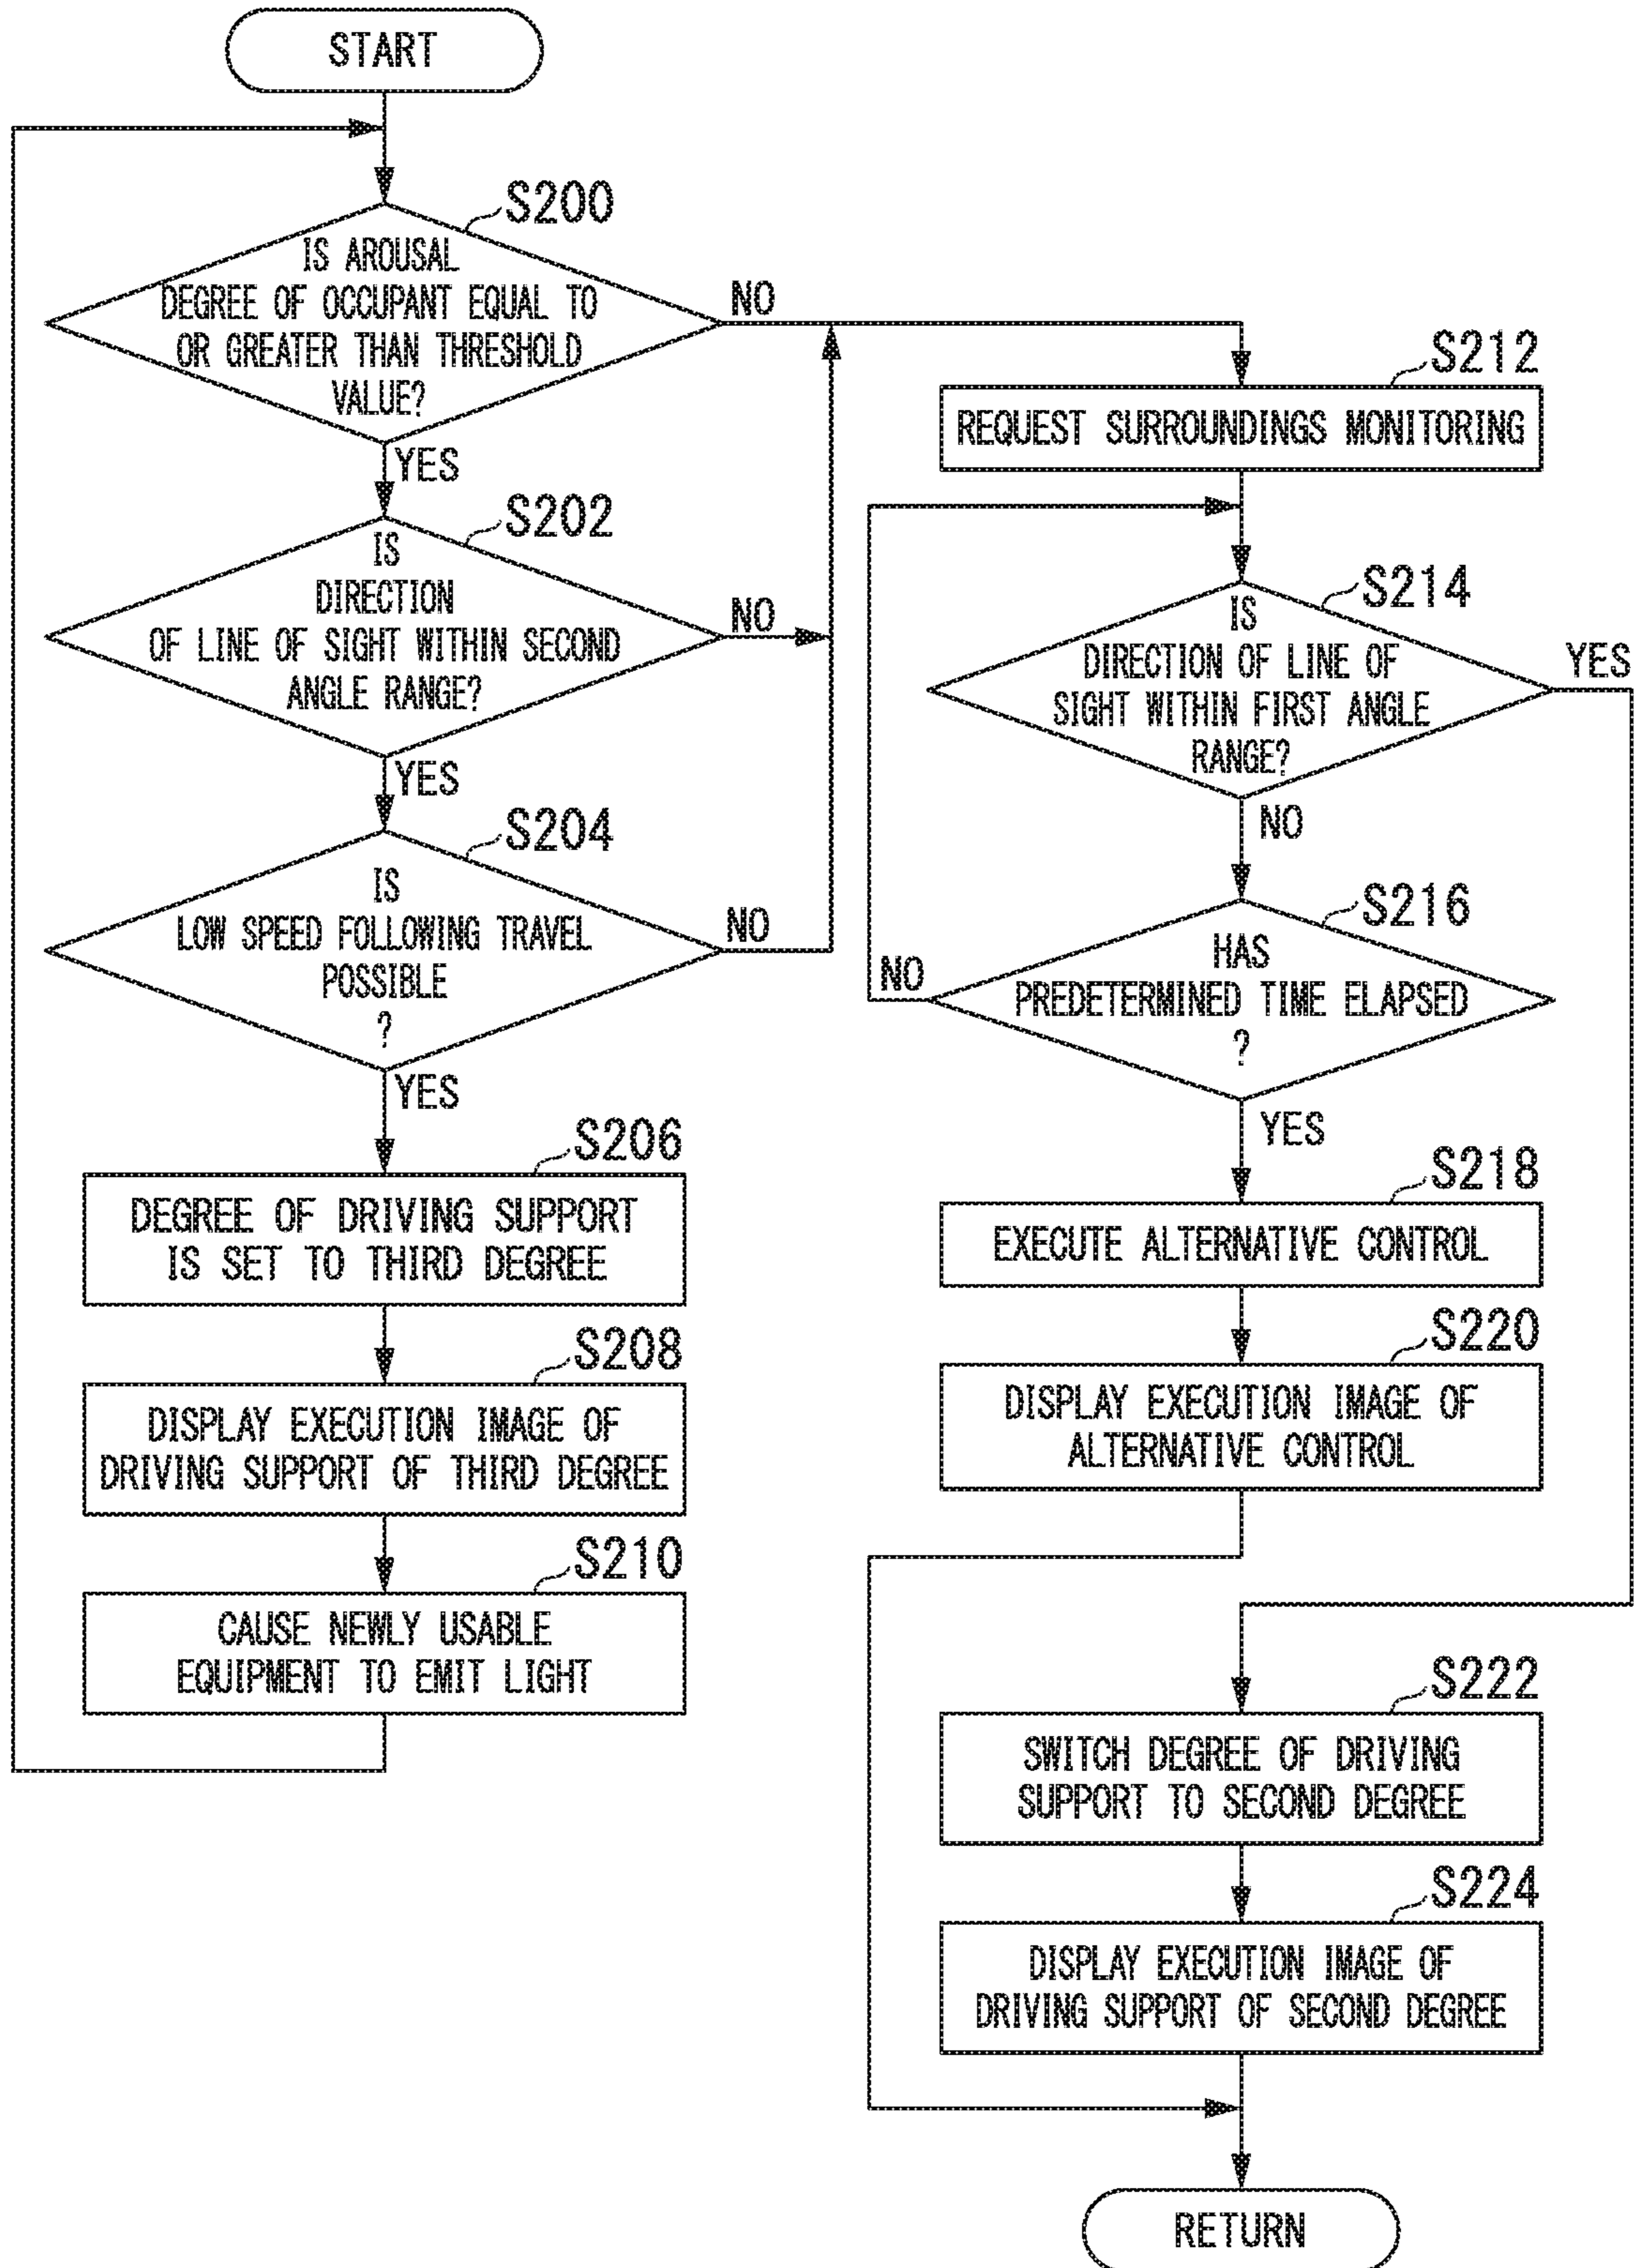 START
S200
IS AROUSAL
DEGREE OF OCCUPANT EQUAL TO
OR GREATER THAN THRESHOLD
VALUE?
NO
YES
S202
IS
DIRECTION
OF LINE OF SIGHT WITHIN SECOND
ANGLE RANGE?
NO
YES
S204
IS
LOW SPEED FOLLOWING TRAVEL
POSSIBLE
?
NO
YES
S206
DEGREE OF DRIVING SUPPORT
IS SET TO THIRD DEGREE
S208
DISPLAY EXECUTION IMAGE OF
DRIVING SUPPORT OF THIRD DEGREE
S210
CAUSE NEWLY USABLE
EQUIPMENT TO EMIT LIGHT
S212
REQUEST SURROUNDINGS MONITORING
S214
IS
DIRECTION OF LINE OF
SIGHT WITHIN FIRST ANGLE
RANGE?
YES
NO
S216
HAS
PREDETERMINED TIME ELAPSED
?
NO
YES
S218
EXECUTE ALTERNATIVE CONTROL
S220
DISPLAY EXECUTION IMAGE OF
ALTERNATIVE CONTROL
S222
SWITCH DEGREE OF DRIVING
SUPPORT TO SECOND DEGREE
S224
DISPLAY EXECUTION IMAGE OF
DRIVING SUPPORT OF SECOND DEGREE
RETURN